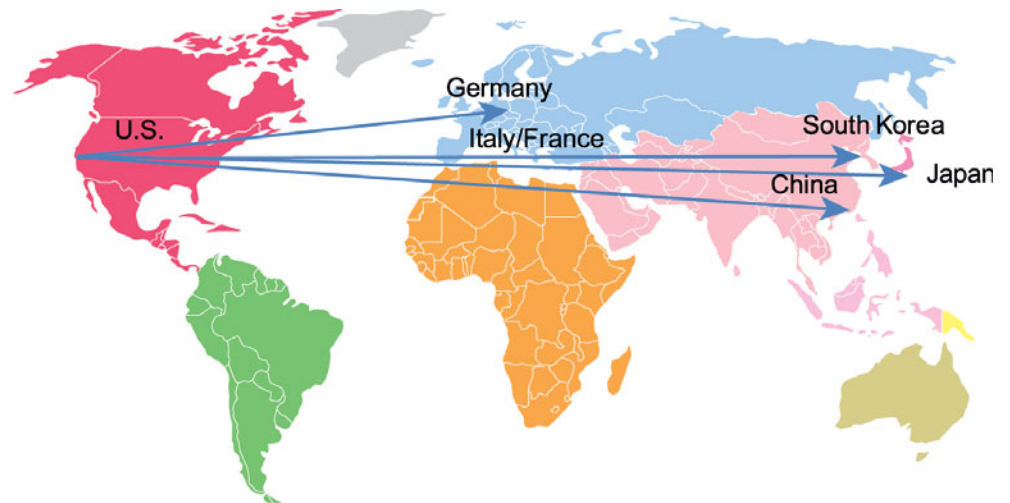 Germany
U.S.
Italy/France
South Korea
Japan
China